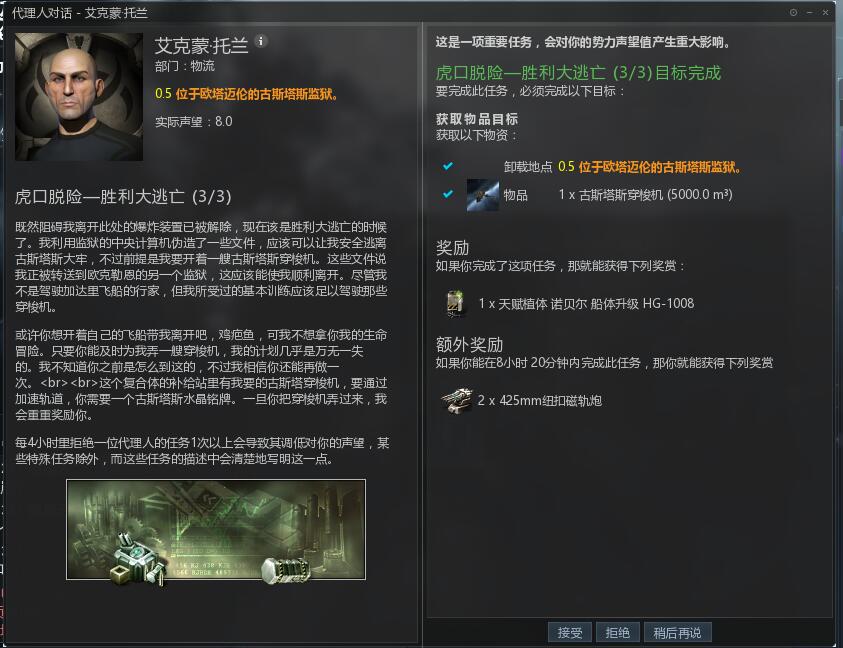 代理人对话 - 艾克蒙·托兰
艾克蒙·托兰
部门：物流
0.5 位于欧塔迈伦的古斯塔斯监狱。
实际声望：8.0
虎口脱险—胜利大逃亡 (3/3)
既然阻碍我离开此处的爆炸装置已被解除，现在该是胜利大逃亡的时候
了。我利用监狱的中央计算机伪造了一些文件，应该可以让我安全逃离
古斯塔斯大牢，不过前提是我要开着一艘古斯塔斯穿梭机。这些文件说
我正被转送到欧克勒恩的另一个监狱，这应该能使我顺利离开。尽管我
不是驾驶加达里飞船的行家，但我所受过的基本训练应该足以驾驶那些
穿梭机。
或许你想开着自己的飞船带我离开吧，鸡疤鱼，可我不想拿你我的生命
冒险。只要你能及时为我弄一艘穿梭机，我的计划几乎是万无一失
的。我不知道你之前是怎么到这的，不过我相信你还能再做一
次。<br><br>这个复合体的补给站里有我要的古斯塔穿梭机，要通过
加速轨道，你需要一个古斯塔斯水晶铭牌。一旦你把穿梭机弄过来，我
会重重奖励你。
每4小时里拒绝一位代理人的任务1次以上会导致其调低对你的声望，某
些特殊任务除外，而这些任务的描述中会清楚地写明这一点。
这是一项重要任务，会对你的势力声望值产生重大影响。
虎口脱险—胜利大逃亡 (3/3)目标完成
要完成此任务，必须完成以下目标：
获取物品目标
获取以下物资：
卸载地点 0.5 位于欧塔迈伦的古斯塔斯监狱。
物品 1 x 古斯塔斯穿梭机 (5000.0 m³)
奖励
如果你完成了这项任务，那就能获得下列奖赏：
1 x 天赋植体 诺贝尔 船体升级 HG-1008
额外奖励
如果你能在8小时 20分钟内完成此任务，那你就能获得下列奖赏
2 x 425mm纽扣磁轨炮
接受 拒绝 稍后再说